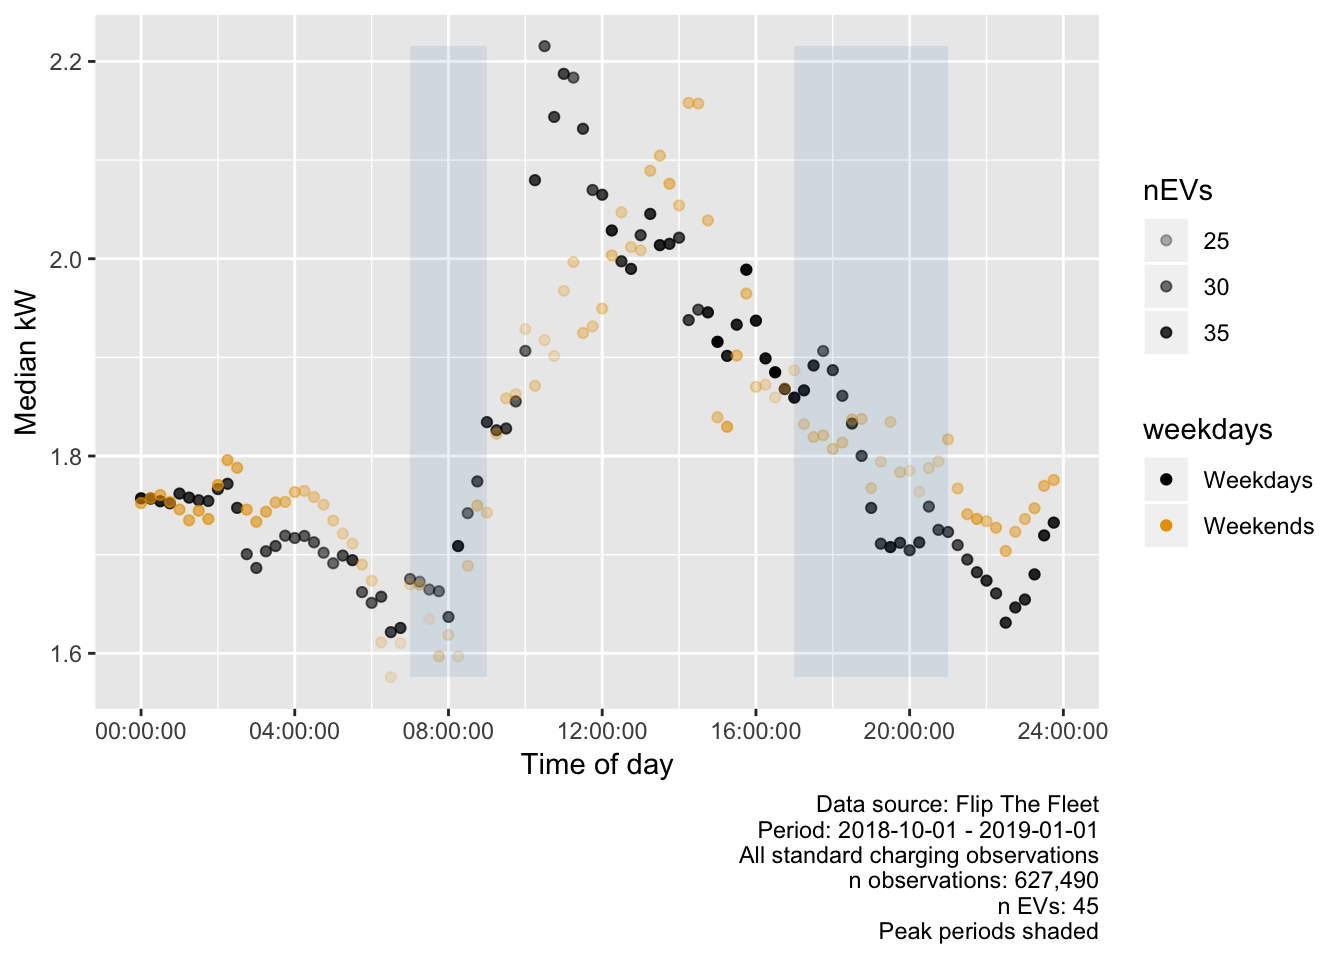 2.2
2.0
1.8
1.6
Median kW
00:00:00 04:00:00 08:00:00 12:00:00 16:00:00 20:00:00 24:00:00
Time of day
nEVs
25
30
35
weekdays
Weekdays
Weekends
Data source: Flip The Fleet
Period: 2018-10-01 - 2019-01-01
All standard charging observations
n observations: 627,490
n EVs: 45
Peak periods shaded